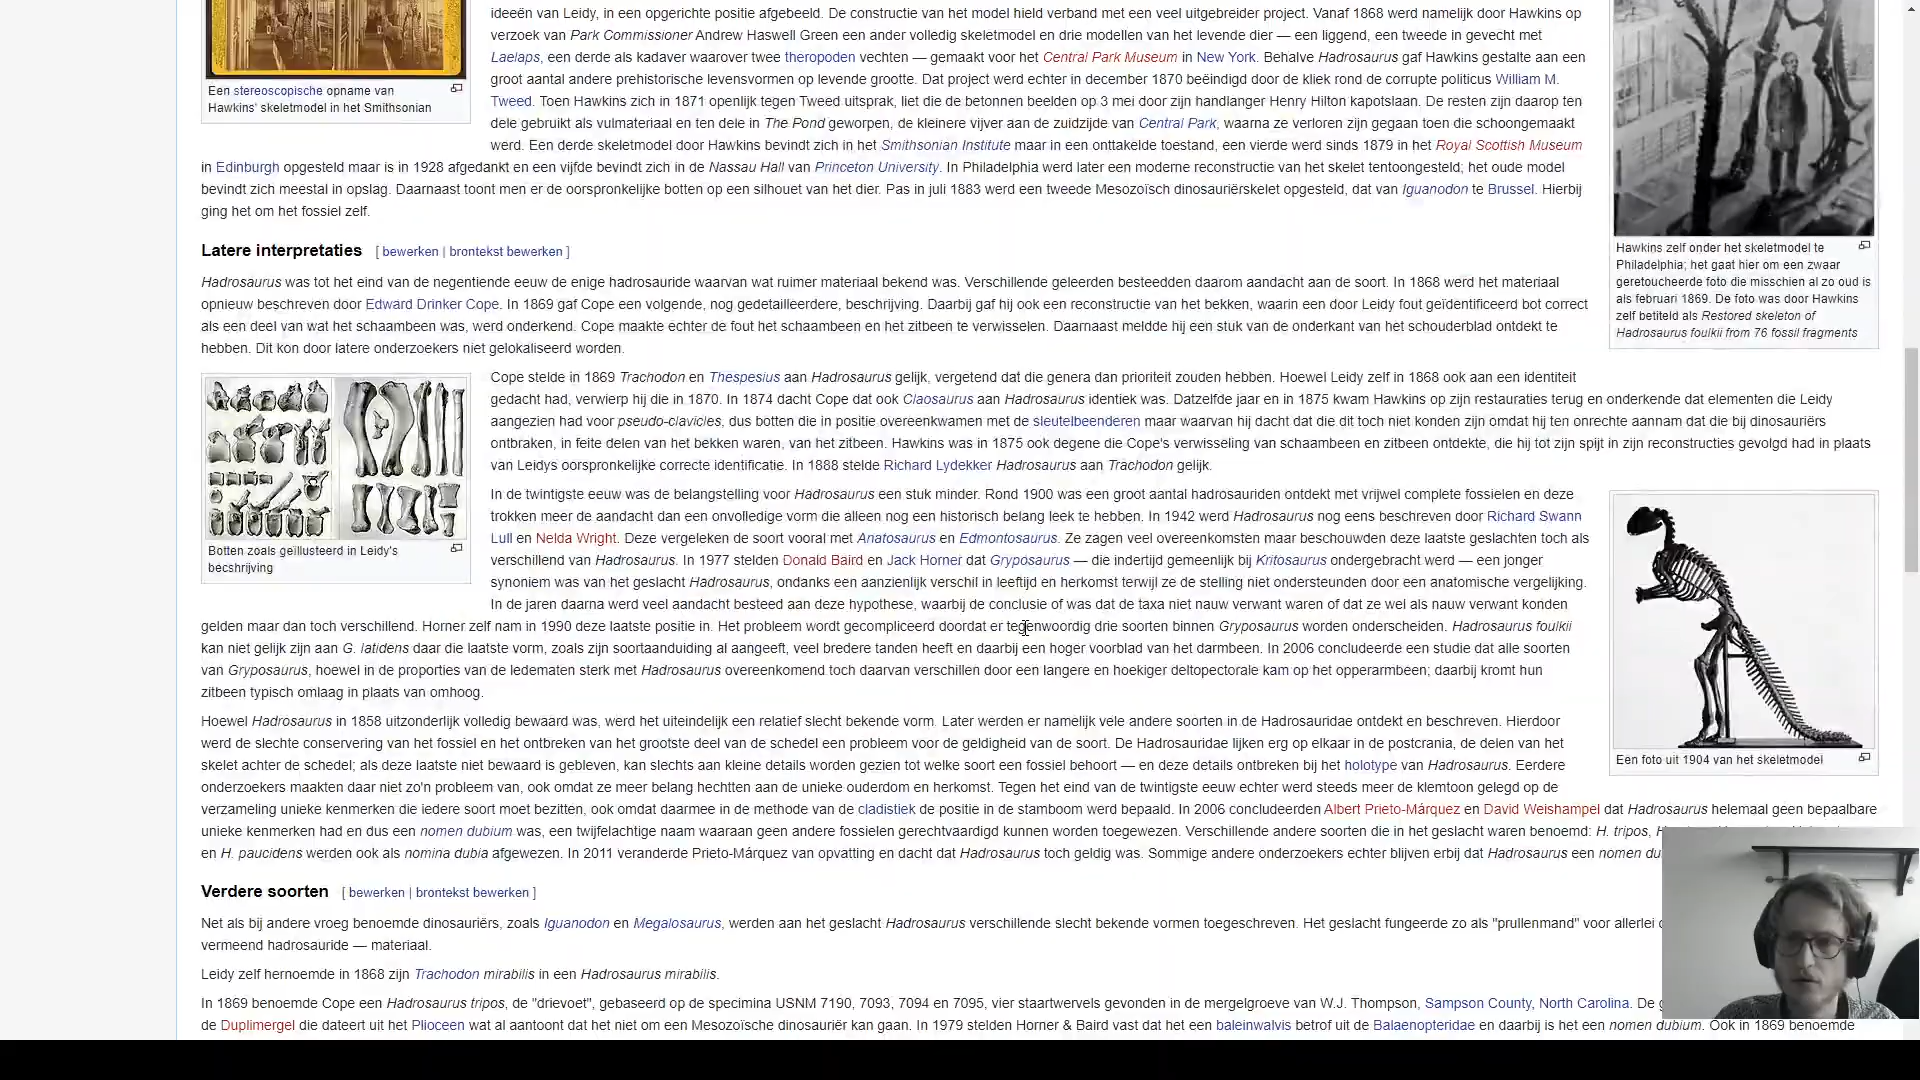 ideeën van Leidy, in een opgerichte positie afgebeeld. De constructie van het model hield verband met een veel uitgebreider project. Vanaf 1868 werd namelijk door Hawkins op
verzoek van Park Commissioner Andrew Haswell Green een ander volledig skeletmodel en drie modellen van het levende dier — een liggend, een tweede in gevecht met
Laelaps, een derde als kadaver waarover twee theropoden vechten — gemaakt voor het Central Park Museum in New York. Behalve Hadrosaurus gaf Hawkins gestalte aan een
groot aantal andere prehistorische levensvormen op levende grootte. Dat project werd echter in december 1870 beëindigd door de kliek rond de corrupte politicus William M.
Tweed. Toen Hawkins zich in 1871 openlijk tegen Tweed uitsprak, liet die de betonnen beelden op 3 mei door zijn handlanger Henry Hilton kapotslaan. De resten zijn daarop ten
dele gebruikt als vulmateriaal en ten dele in The Pond geworpen, de kleinere vijver aan de zuidzijde van Central Park, waarna ze verloren zijn gegaan toen die schoongemaakt
werd. Een derde skeletmodel door Hawkins bevindt zich in het Smithsonian Institute maar in een onttakelde toestand, een vierde werd sinds 1879 in het Royal Scottish Museum
in Edinburgh opgesteld maar is in 1928 afgedankt en een vijfde bevindt zich in de Nassau Hall van Princeton University. In Philadelphia werd later een moderne reconstructie van het skelet tentoongesteld; het oude model
bevindt zich meestal in opslag. Daarnaast toont men er de oorspronkelijke botten op een silhouet van het dier. Pas in juli 1883 werd een tweede Mesozoïsch dinosauriërskelet opgesteld, dat van Iguanodon te Brussel. Hierbij
ging het om het fossiel zelf.
Een stereoscopische opname van
Hawkins' skeletmodel in het Smithsonian
Hawkins zelf onder het skeletmodel te
Philadelphia; het gaat hier om een zwaar
geretoucheerde foto die misschien al zo oud is
als februari 1869. De foto was door Hawkins
zelf betiteld als Restored skeleton of
Hadrosaurus foulkii from 76 fossil fragments
Latere interpretaties [ bewerken | brontekst bewerken ]
Hadrosaurus was tot het eind van de negentiende eeuw de enige hadrosauride waarvan wat ruimer materiaal bekend was. Verschillende geleerden besteedden daarom aandacht aan de soort. In 1868 werd het materiaal
opnieuw beschreven door Edward Drinker Cope. In 1869 gaf Cope een volgende, nog gedetailleerdere, beschrijving. Daarbij gaf hij ook een reconstructie van het bekken, waarin een door Leidy fout geïdentificeerd bot correct
als een deel van wat het schaambeen was, werd onderkend. Cope maakte echter de fout het schaambeen en het zitbeen te verwisselen. Daarnaast meldde hij een stuk van de onderkant van het schouderblad ontdekt te
hebben. Dit kon door latere onderzoekers niet gelokaliseerd worden.
Botten zoals geïllusteerd in Leidy's
becshrijving
Cope stelde in 1869 Trachodon en Thespesius aan Hadrosaurus gelijk, vergetend dat die genera dan prioriteit zouden hebben. Hoewel Leidy zelf in 1868 ook aan een identiteit
gedacht had, verwierp hij die in 1870. In 1874 dacht Cope dat ook Claosaurus aan Hadrosaurus identiek was. Datzelfde jaar en in 1875 kwam Hawkins op zijn restauraties terug en onderkende dat elementen die Leidy
aangezien had voor pseudo-clavicles, dus botten die in positie overeenkwamen met de sleutelbeenderen maar waarvan hij dacht dat die dit toch niet konden zijn omdat hij ten onrechte aannam dat die bij dinosauriërs
ontbraken, in feite delen van het bekken waren, van het zitbeen. Hawkins was in 1875 ook degene die Cope's verwisseling van schaambeen en zitbeen ontdekte, die hij tot zijn spijt in zijn reconstructies gevolgd had in plaats
van Leidys oorspronkelijke correcte identificatie. In 1888 stelde Richard Lydekker Hadrosaurus aan Trachodon gelijk.
In de twintigste eeuw was de belangstelling voor Hadrosaurus een stuk minder. Rond 1900 was een groot aantal hadrosauriden ontdekt met vrijwel complete fossielen en deze
trokken meer de aandacht dan een onvolledige vorm die alleen nog een historisch belang leek te hebben. In 1942 werd Hadrosaurus nog eens beschreven door Richard Swann
Lull en Nelda Wright. Deze vergeleken de soort vooral met Anatosaurus en Edmontosaurus. Ze zagen veel overeenkomsten maar beschouwden deze laatste geslachten toch als
verschillend van Hadrosaurus. In 1977 stelden Donald Baird en Jack Horner dat Gryposaurus — die indertijd gemeenlijk bij Kritosaurus ondergebracht werd — een jonger
synoniem was van het geslacht Hadrosaurus, ondanks een aanzienlijk verschil in leeftijd en herkomst terwijl ze de stelling niet ondersteunden door een anatomische vergelijking.
In de jaren daarna werd veel aandacht besteed aan deze hypothese, waarbij de conclusie of was dat de taxa niet nauw verwant waren of dat ze wel als nauw verwant konden
gelden maar dan toch verschillend. Horner zelf nam in 1990 deze laatste positie in. Het probleem wordt gecompliceerd doordat er tegenwoordig drie soorten binnen Gryposaurus worden onderscheiden. Hadrosaurus foulkii
kan niet gelijk zijn aan G. latidens daar die laatste vorm, zoals zijn soortaanduiding al aangeeft, veel bredere tanden heeft en daarbij een hoger voorblad van het darmbeen. In 2006 concludeerde een studie dat alle soorten
van Gryposaurus, hoewel in de proporties van de ledematen sterk met Hadrosaurus overeenkomend toch daarvan verschillen door een langere en hoekiger deltopectorale kam op het opperarmbeen; daarbij kromt hun
zitbeen typisch omlaag in plaats van omhoog.
Een foto uit 1904 van het skeletmodel
Hoewel Hadrosaurus in 1858 uitzonderlijk volledig bewaard was, werd het uiteindelijk een relatief slecht bekende vorm. Later werden er namelijk vele andere soorten in de Hadrosauridae ontdekt en beschreven. Hierdoor
werd de slechte conservering van het fossiel en het ontbreken van het grootste deel van de schedel een probleem voor de geldigheid van de soort. De Hadrosauridae lijken erg op elkaar in de postcrania, de delen van het
skelet achter de schedel; als deze laatste niet bewaard is gebleven, kan slechts aan kleine details worden gezien tot welke soort een fossiel behoort — en deze details ontbreken bij het holotype van Hadrosaurus. Eerdere
onderzoekers maakten daar niet zo'n probleem van, ook omdat ze meer belang hechtten aan de unieke ouderdom en herkomst. Tegen het eind van de twintigste eeuw echter werd steeds meer de klemtoon gelegd op de
verzameling unieke kenmerken die iedere soort moet bezitten, ook omdat daarmee in de methode van de cladistiek de positie in de stamboom werd bepaald. In 2006 concludeerden Albert Prieto-Márquez en David Weishampel dat Hadrosaurus helemaal geen bepaalbare
unieke kenmerken had en dus een nomen dubium was, een twijfelachtige naam waaraan geen andere fossielen gerechtvaardigd kunnen worden toegewezen. Verschillende andere soorten die in het geslacht waren benoemd: H. tripos,
en H. paucidens werden ook als nomina dubia afgewezen. In 2011 veranderde Prieto-Márquez van opvatting en dacht dat Hadrosaurus toch geldig was. Sommige andere onderzoekers echter blijven erbij dat Hadrosaurus een nomen
Verdere soorten [ bewerken | brontekst bewerken ]
Net als bij andere vroeg benoemde dinosauriërs, zoals Iguanodon en Megalosaurus, werden aan het geslacht Hadrosaurus verschillende slecht bekende vormen toegeschreven. Het geslacht fungeerde zo als "prullenmand" voor allerlei
vermeend hadrosauride — materiaal.
Leidy zelf hernoemde in 1868 zijn Trachodon mirabilis in een Hadrosaurus mirabilis.
In 1869 benoemde Cope een Hadrosaurus tripos, de "drievoet", gebaseerd op de specimina USNM 7190, 7093, 7094 en 7095, vier staartwervels gevonden in de mergelgroeve van W.J. Thompson, Sampson County, North Carolina. De
de Duplimergel die dateert uit het Plioceen wat al aantoont dat het niet om een Mesozoïsche dinosauriër kan gaan. In 1979 stelden Horner & Baird vast dat het een baleinwalvis betrof uit de Balaenopteridae en daarbij is het een nomen dubium. Ook in 1869 benoemde